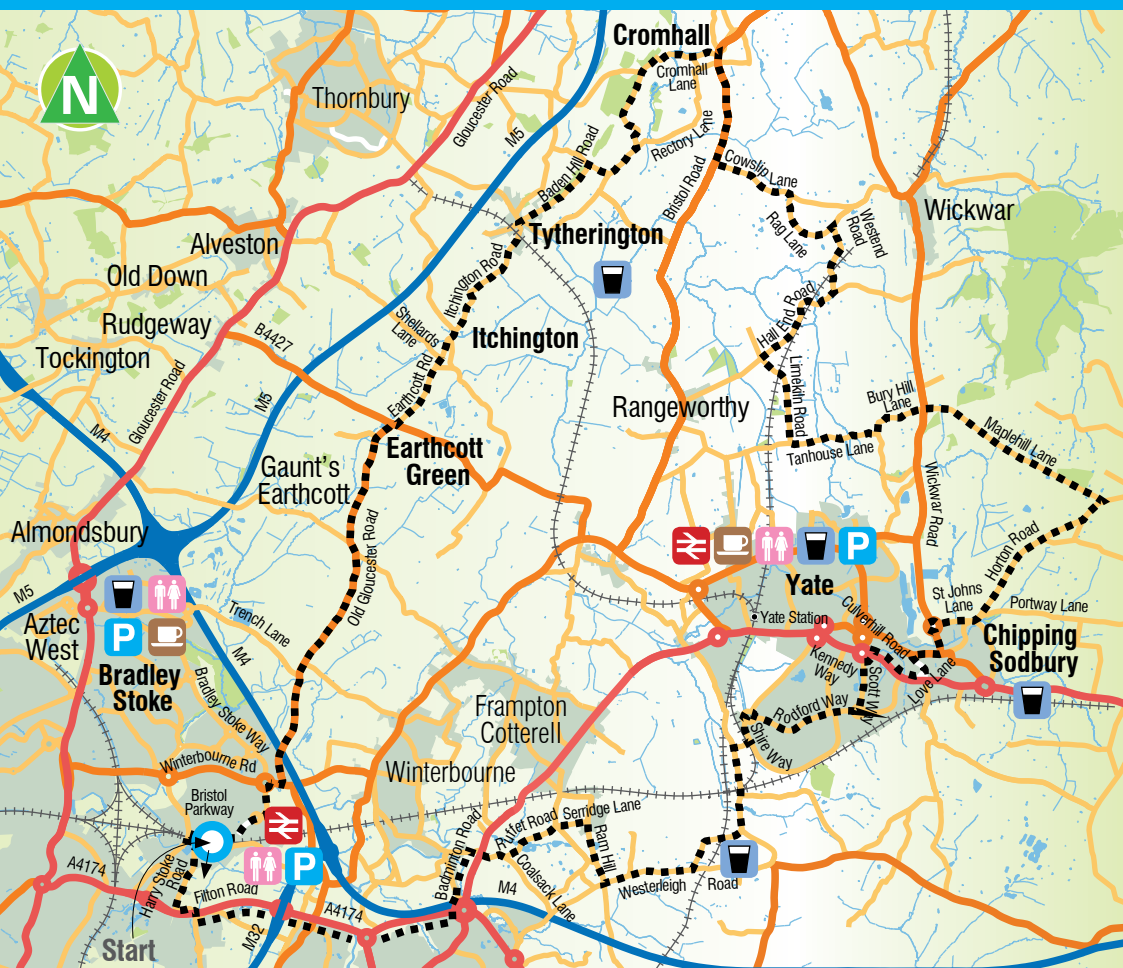 Cromhall
N
Thornbury
Gloucester Road
M5
Cromhall
Lane
Rectory Lane
Baden Hill Road
Bristol Road
Cowslip Lane
Wickwar
Westend
Road
Rag Lane
Alveston
Tytherington
Old Down
Itchington Road
Rudgeway
B4427
Shellards
Lane
Itchington
Hall End Road
Tockington
Gloucester Road
M5
Earthcott Rd
Limekiln Road
Rangeworthy
Bury Hill
Lane
Maplehill Lane
M4
Earthcott
Green
Tanhouse Lane
Gaunt's
Earthcott
Wickwar Road
Almondsbury
Old Gloucester Road
Horton Road
P
Yate
M5
St Johns
Lane
Portway Lane
Trench Lane
Yate Station
Culverhill Road
Aztec
West
P
Chipping
Sodbury
M4
Kennedy
Way
Love Lane
Bradley
Stoke
Bradley Stoke Way
Scott Way
Frampton
Cotterell
Rodford Way
Shire Way
Winterbourne Rd
Winterbourne
Bristol
Parkway
Serridge Lane
Ruffet Road
Ram Hill
Badminton Road
A4174
P
Harry Stoke
Road
Filton Road
Coalsack Lane
Westerleigh Road
M4
A4174
M32
Start